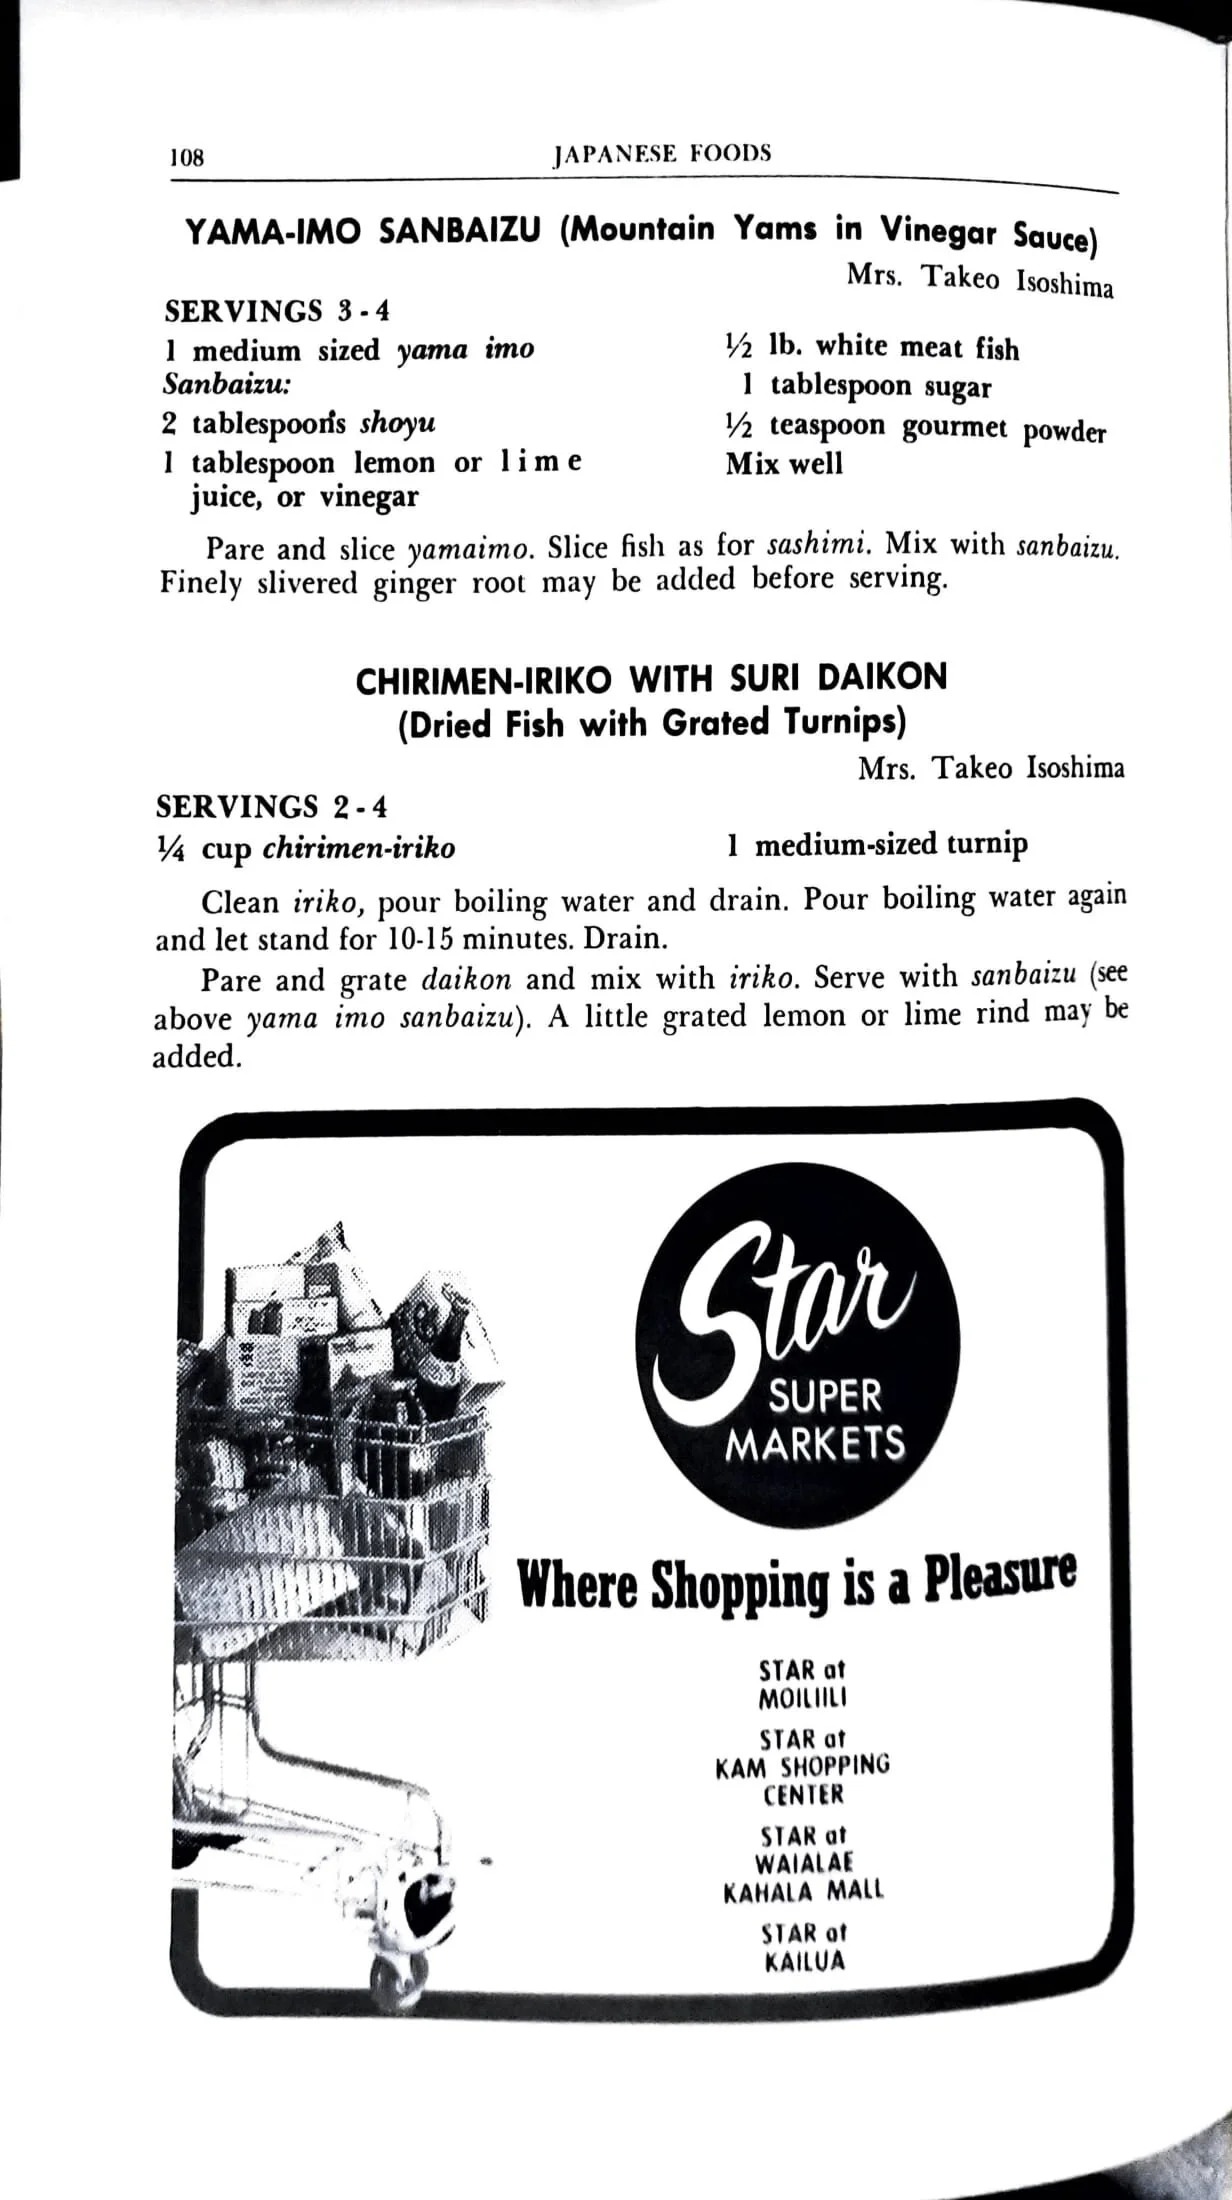 108
JAPANESE FOODS
YAMA-IMO SANBAIZU (Mountain Yams in Vinegar Sauce)
Mrs. Takeo Isoshima
SERVINGS 3-4
1 medium sized yama imo
Sanbaizu:
2 tablespoons shoyu
1 tablespoon lemon or lime
juice, or vinegar
½ lb. white meat fish
1 tablespoon sugar
½ teaspoon gourmet powder
Mix well
Pare and slice yamaimo. Slice fish as for sashimi. Mix with sanbaizu.
Finely slivered ginger root may be added before serving.
CHIRIMEN-IRIKO WITH SURI DAIKON
(Dried Fish with Grated Turnips)
Mrs. Takeo Isoshima
SERVINGS 2-4
¼ cup chirimen-iriko
1 medium-sized turnip
Clean iriko, pour boiling water and drain. Pour boiling water again
and let stand for 10-15 minutes. Drain.
Pare and grate daikon and mix with iriko. Serve with sanbaizu (see
above yama imo sanbaizu). A little grated lemon or lime rind may be
added.
Star
SUPER
MARKETS
Where Shopping is a Pleasure
STAR at
MOILIILI
STAR at
KAM SHOPPING
CENTER
STAR at
WAIALAE
KAHALA MALL
STAR at
KAILUA